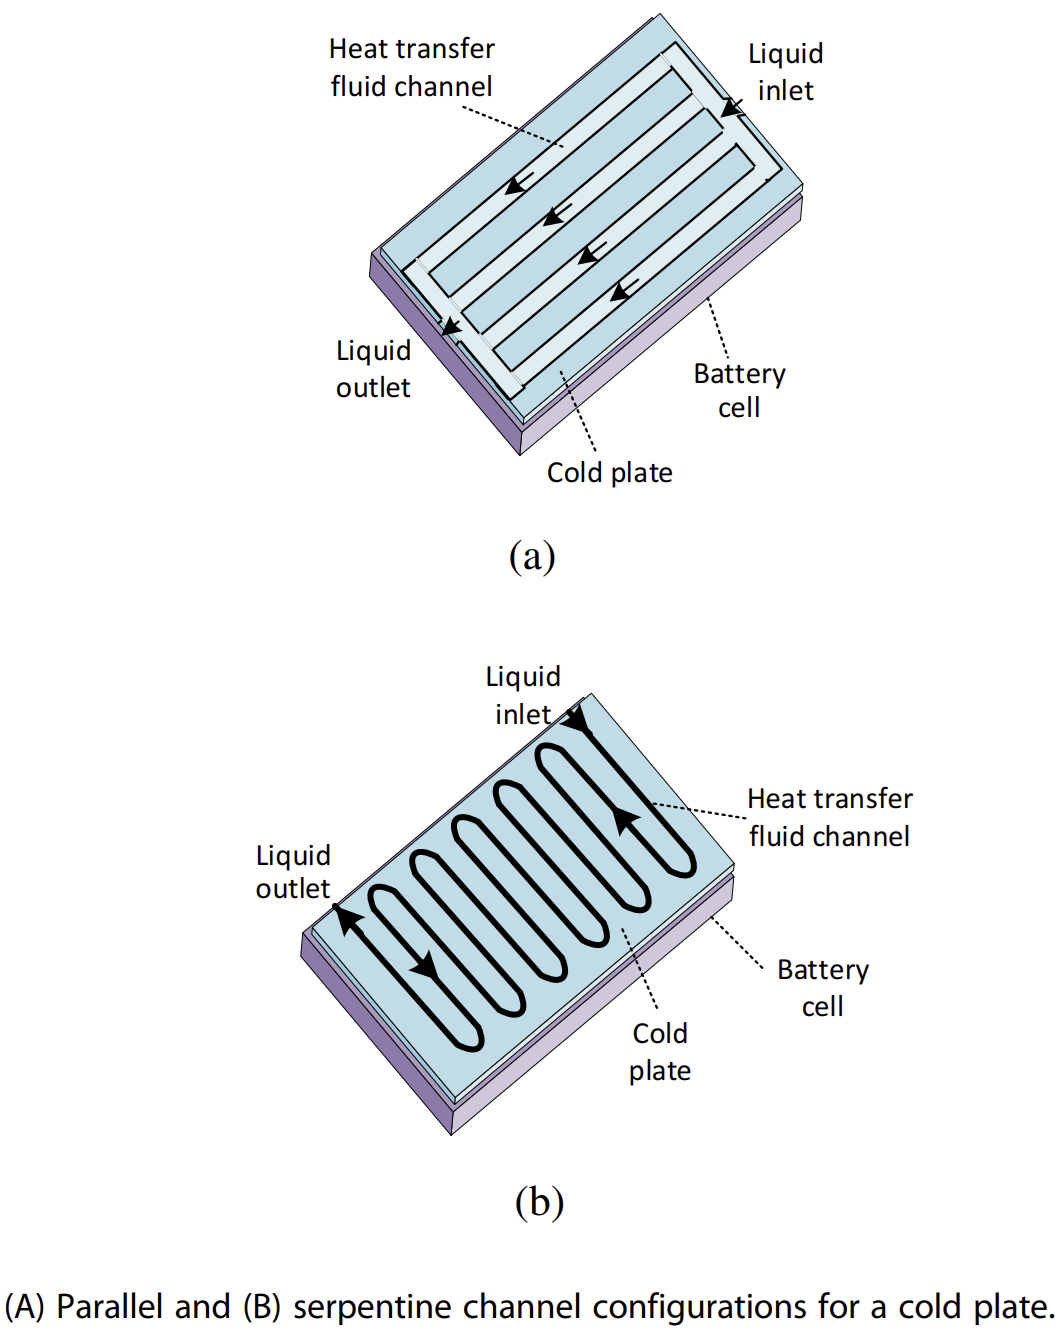 Heat transfer
fluid channel
Liquid
inlet
Liquid
outlet
Battery
cell
Cold plate
(a)
Liquid
inlet
Heat transfer
fluid channel
Liquid
outlet
Battery
cell
Cold
plate
(b)
(A) Parallel and (B) serpentine channel configurations for a cold plate.